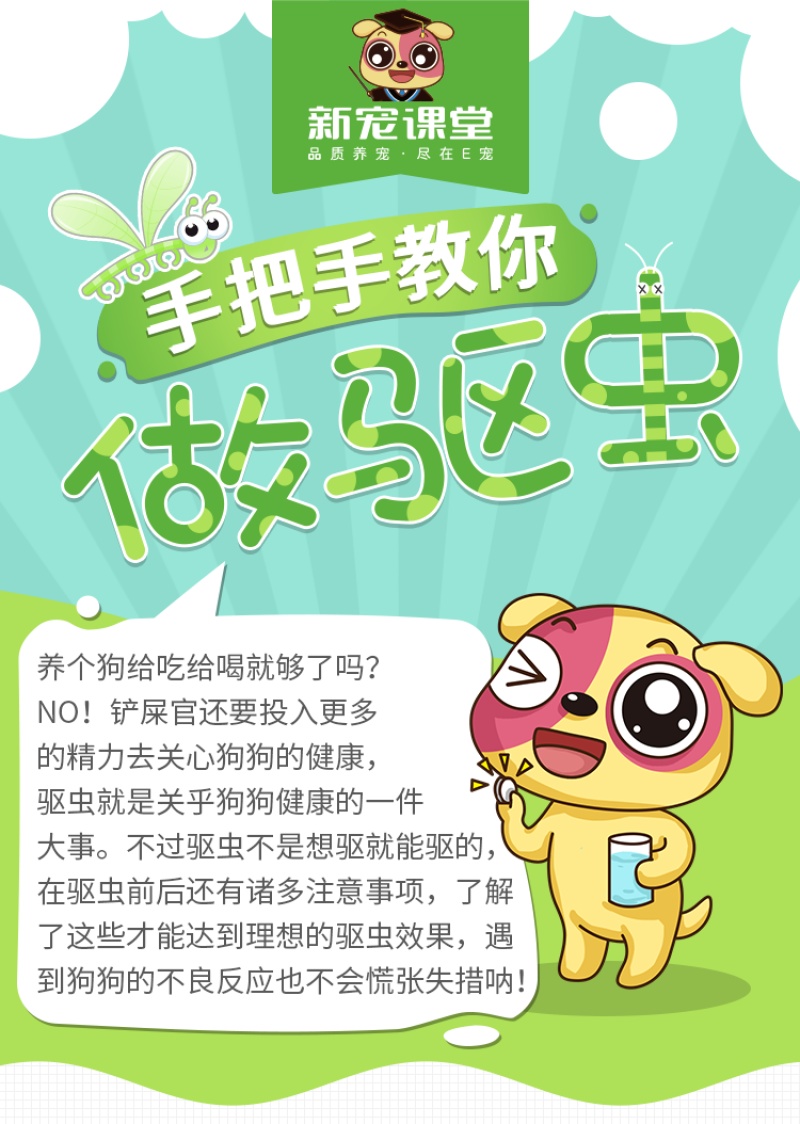 新宠课堂
品质养宠·尽在E宠
手把手教你
做驱虫
养个狗给吃给喝就够了吗？
NO！铲屎官还要投入更多
的精力去关心狗狗的健康，
驱虫就是关乎狗狗健康的一件
大事。不过驱虫不是想驱就能驱的，
在驱虫前后还有诸多注意事项，了解
了这些才能达到理想的驱虫效果，遇
到狗狗的不良反应也不会慌张失措呐！